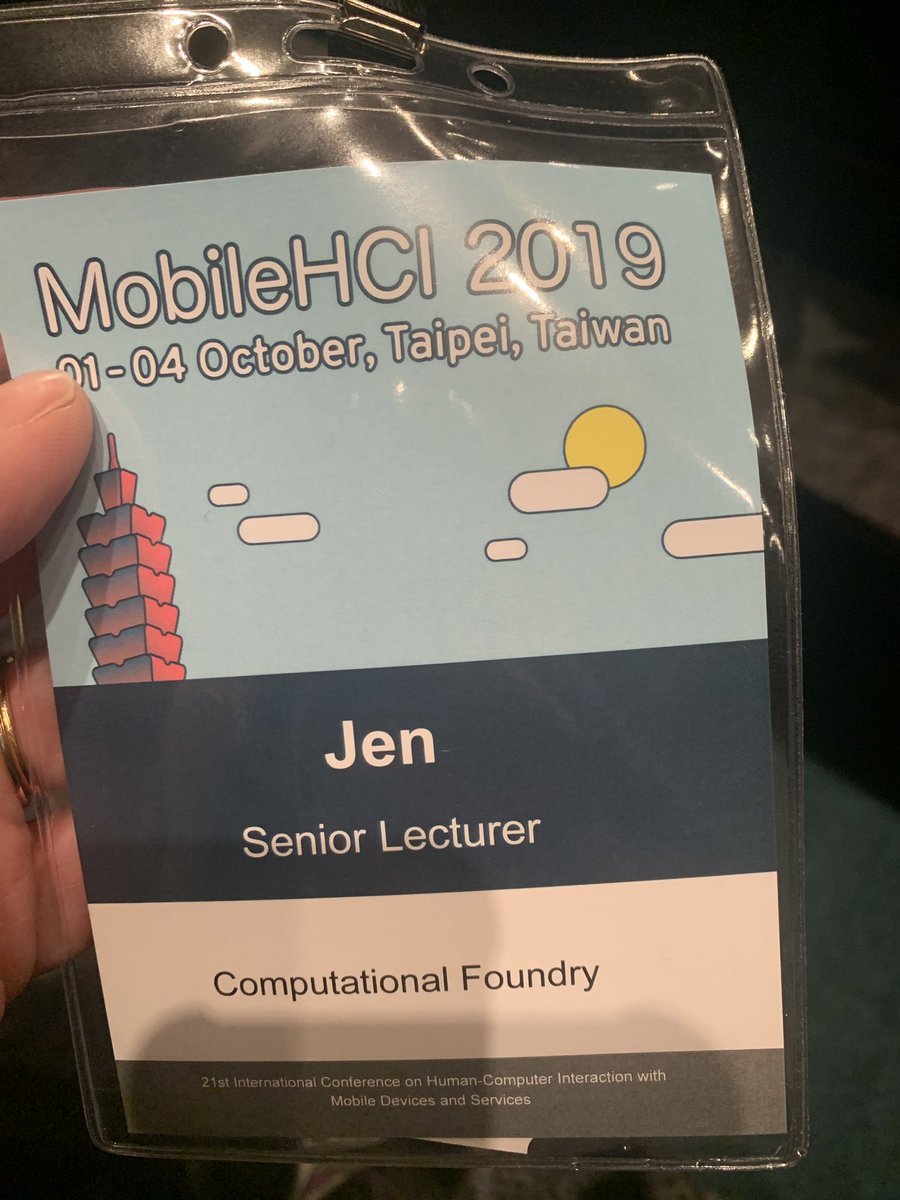 MobileHCI 2019
01 - 04 October, Taipei, Taiwan
Jen
Senior Lecturer
Computational Foundry
21st International Conference on Human-Computer Interaction with
Mobile Devices and Services